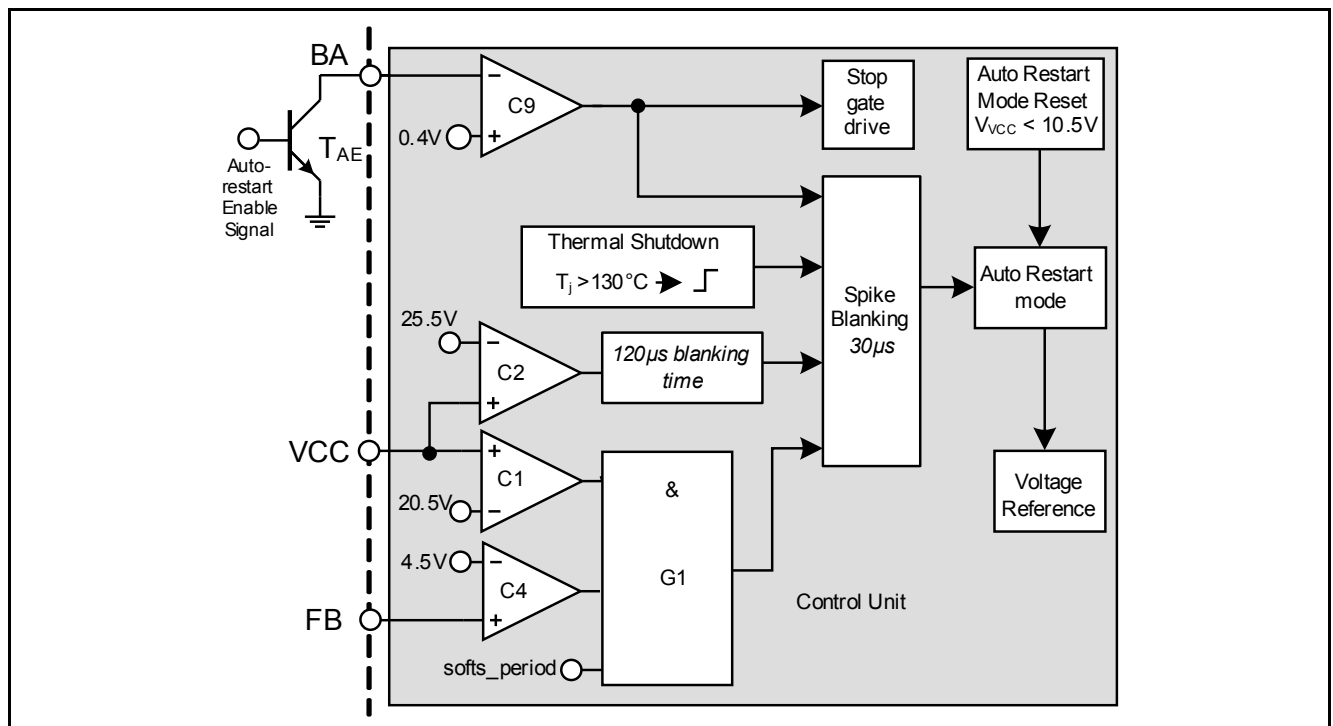 BA
C9
0.4V
TAE
Auto-
restart
Enable
Signal
Stop
gate
drive
Auto Restart
Mode Reset
VVCC < 10.5V
Thermal Shutdown
Tj >130°C
Spike
Blanking
30µs
Auto Restart
mode
25.5V
C2
120µs blanking
time
VCC
C1
20.5V
&
G1
4.5V
C4
FB
softs_period
Voltage
Reference
Control Unit